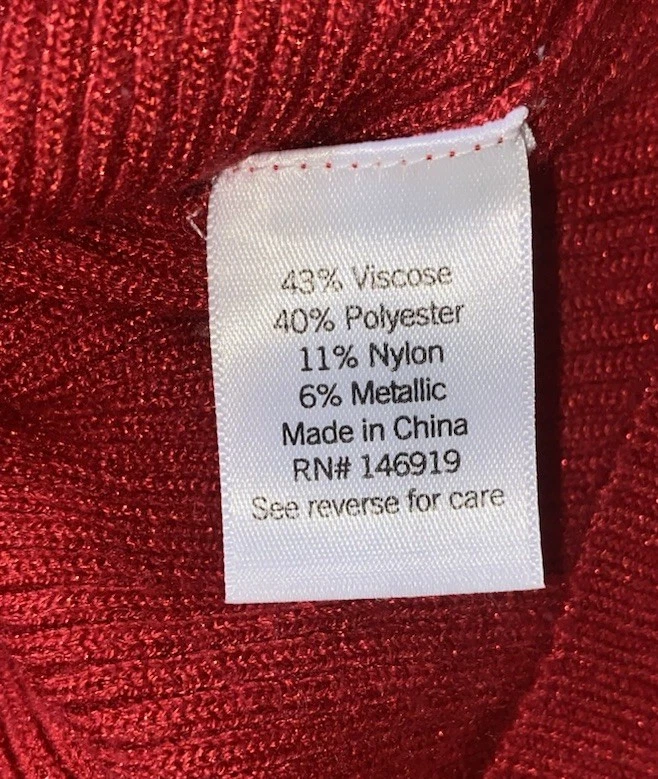 43% Viscose
40% Polyester
11% Nylon
6% Metallic
Made in China
RN# 146919
See reverse for care